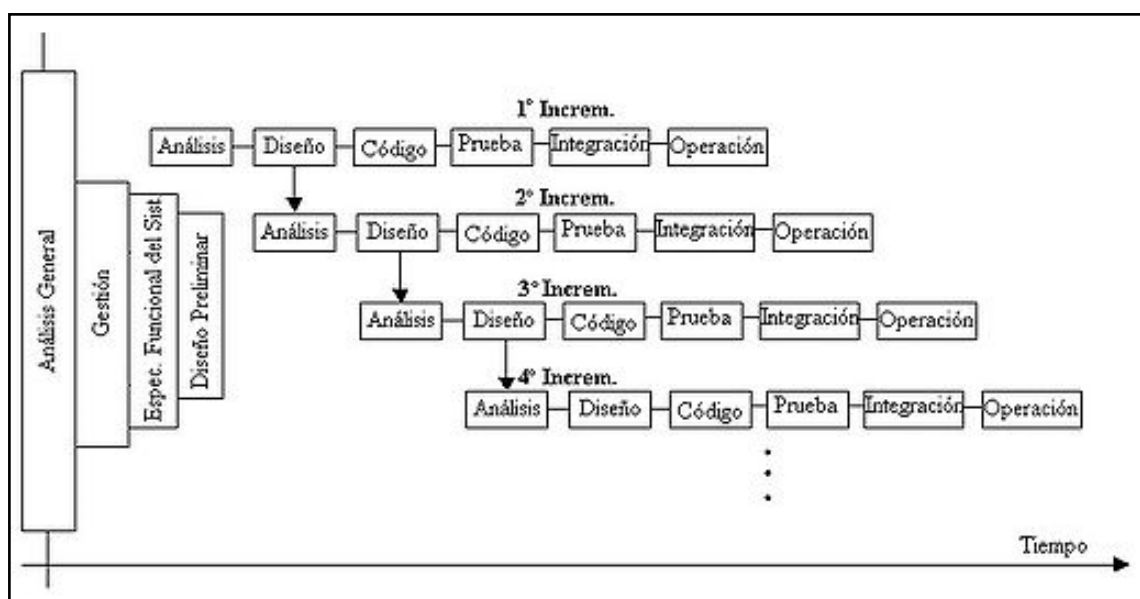 Análisis General
Gestión
Espec. Funcional del Sist
Diseño Preliminar
1° Increm.
Análisis Diseño Código Prueba Integración Operación
2° Increm.
Análisis Diseño Código Prueba Integración Operación
3° Increm.
Análisis Diseño Código Prueba Integración Operación
4° Increm.
Análisis Diseño Código Prueba Integración Operación
Tiempo